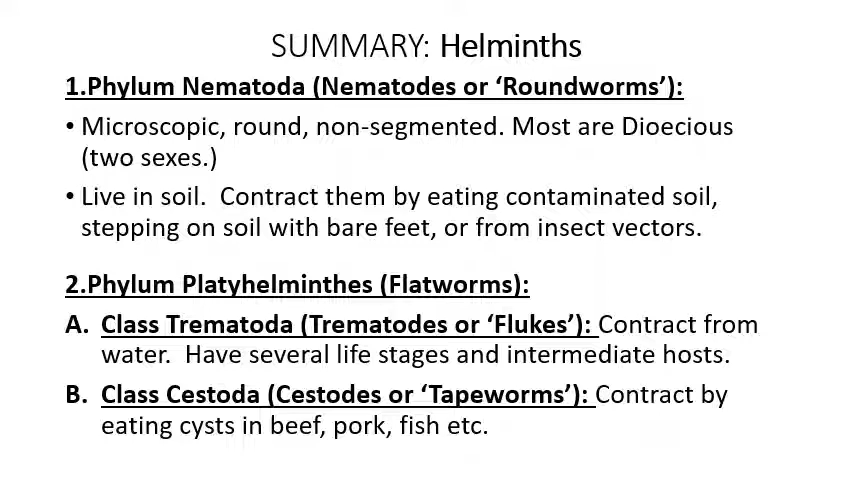 SUMMARY: Helminths
1.Phylum Nematoda (Nematodes or ‘Roundworms’):
• Microscopic, round, non-segmented. Most are Dioecious
(two sexes.)
• Live in soil. Contract them by eating contaminated soil,
stepping on soil with bare feet, or from insect vectors.
2.Phylum Platyhelminthes (Flatworms):
A. Class Trematoda (Trematodes or ‘Flukes’): Contract from
water. Have several life stages and intermediate hosts.
B. Class Cestoda (Cestodes or ‘Tapeworms’): Contract by
eating cysts in beef, pork, fish etc.